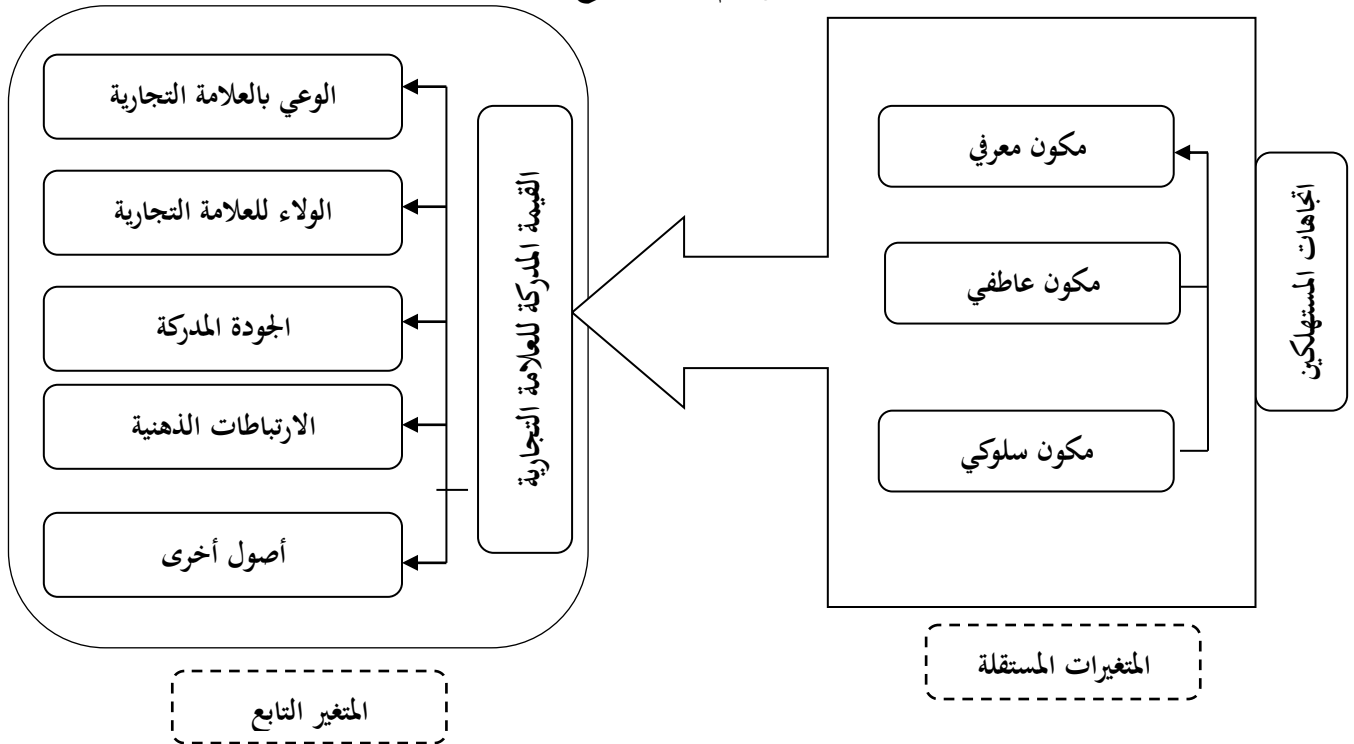 اتجاهات المستهلكين
مكون معرفي
مكون عاطفي
مكون سلوكي
المتغيرات المستقلة
القيمة المدركة للعلامة التجارية
الوعي بالعلامة التجارية
الولاء للعلامة التجارية
الجودة المدركة
الارتباطات الذهنية
أصول أخرى
المتغير التابع